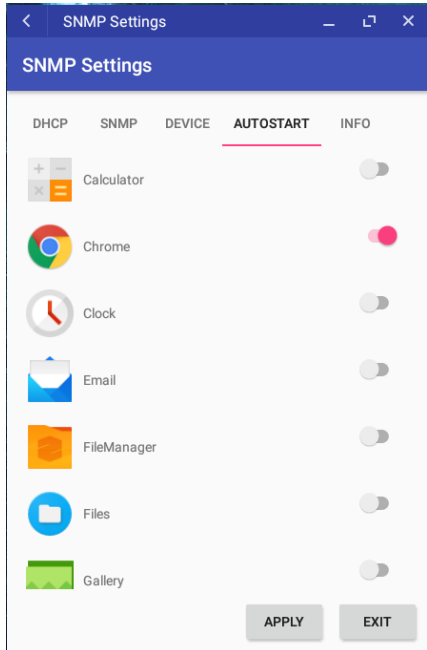 SNMP Settings
SNMP Settings
DHCP SNMP DEVICE AUTOSTART INFO
Calculator
Chrome
Clock
Email
FileManager
Files
Gallery
APPLY EXIT